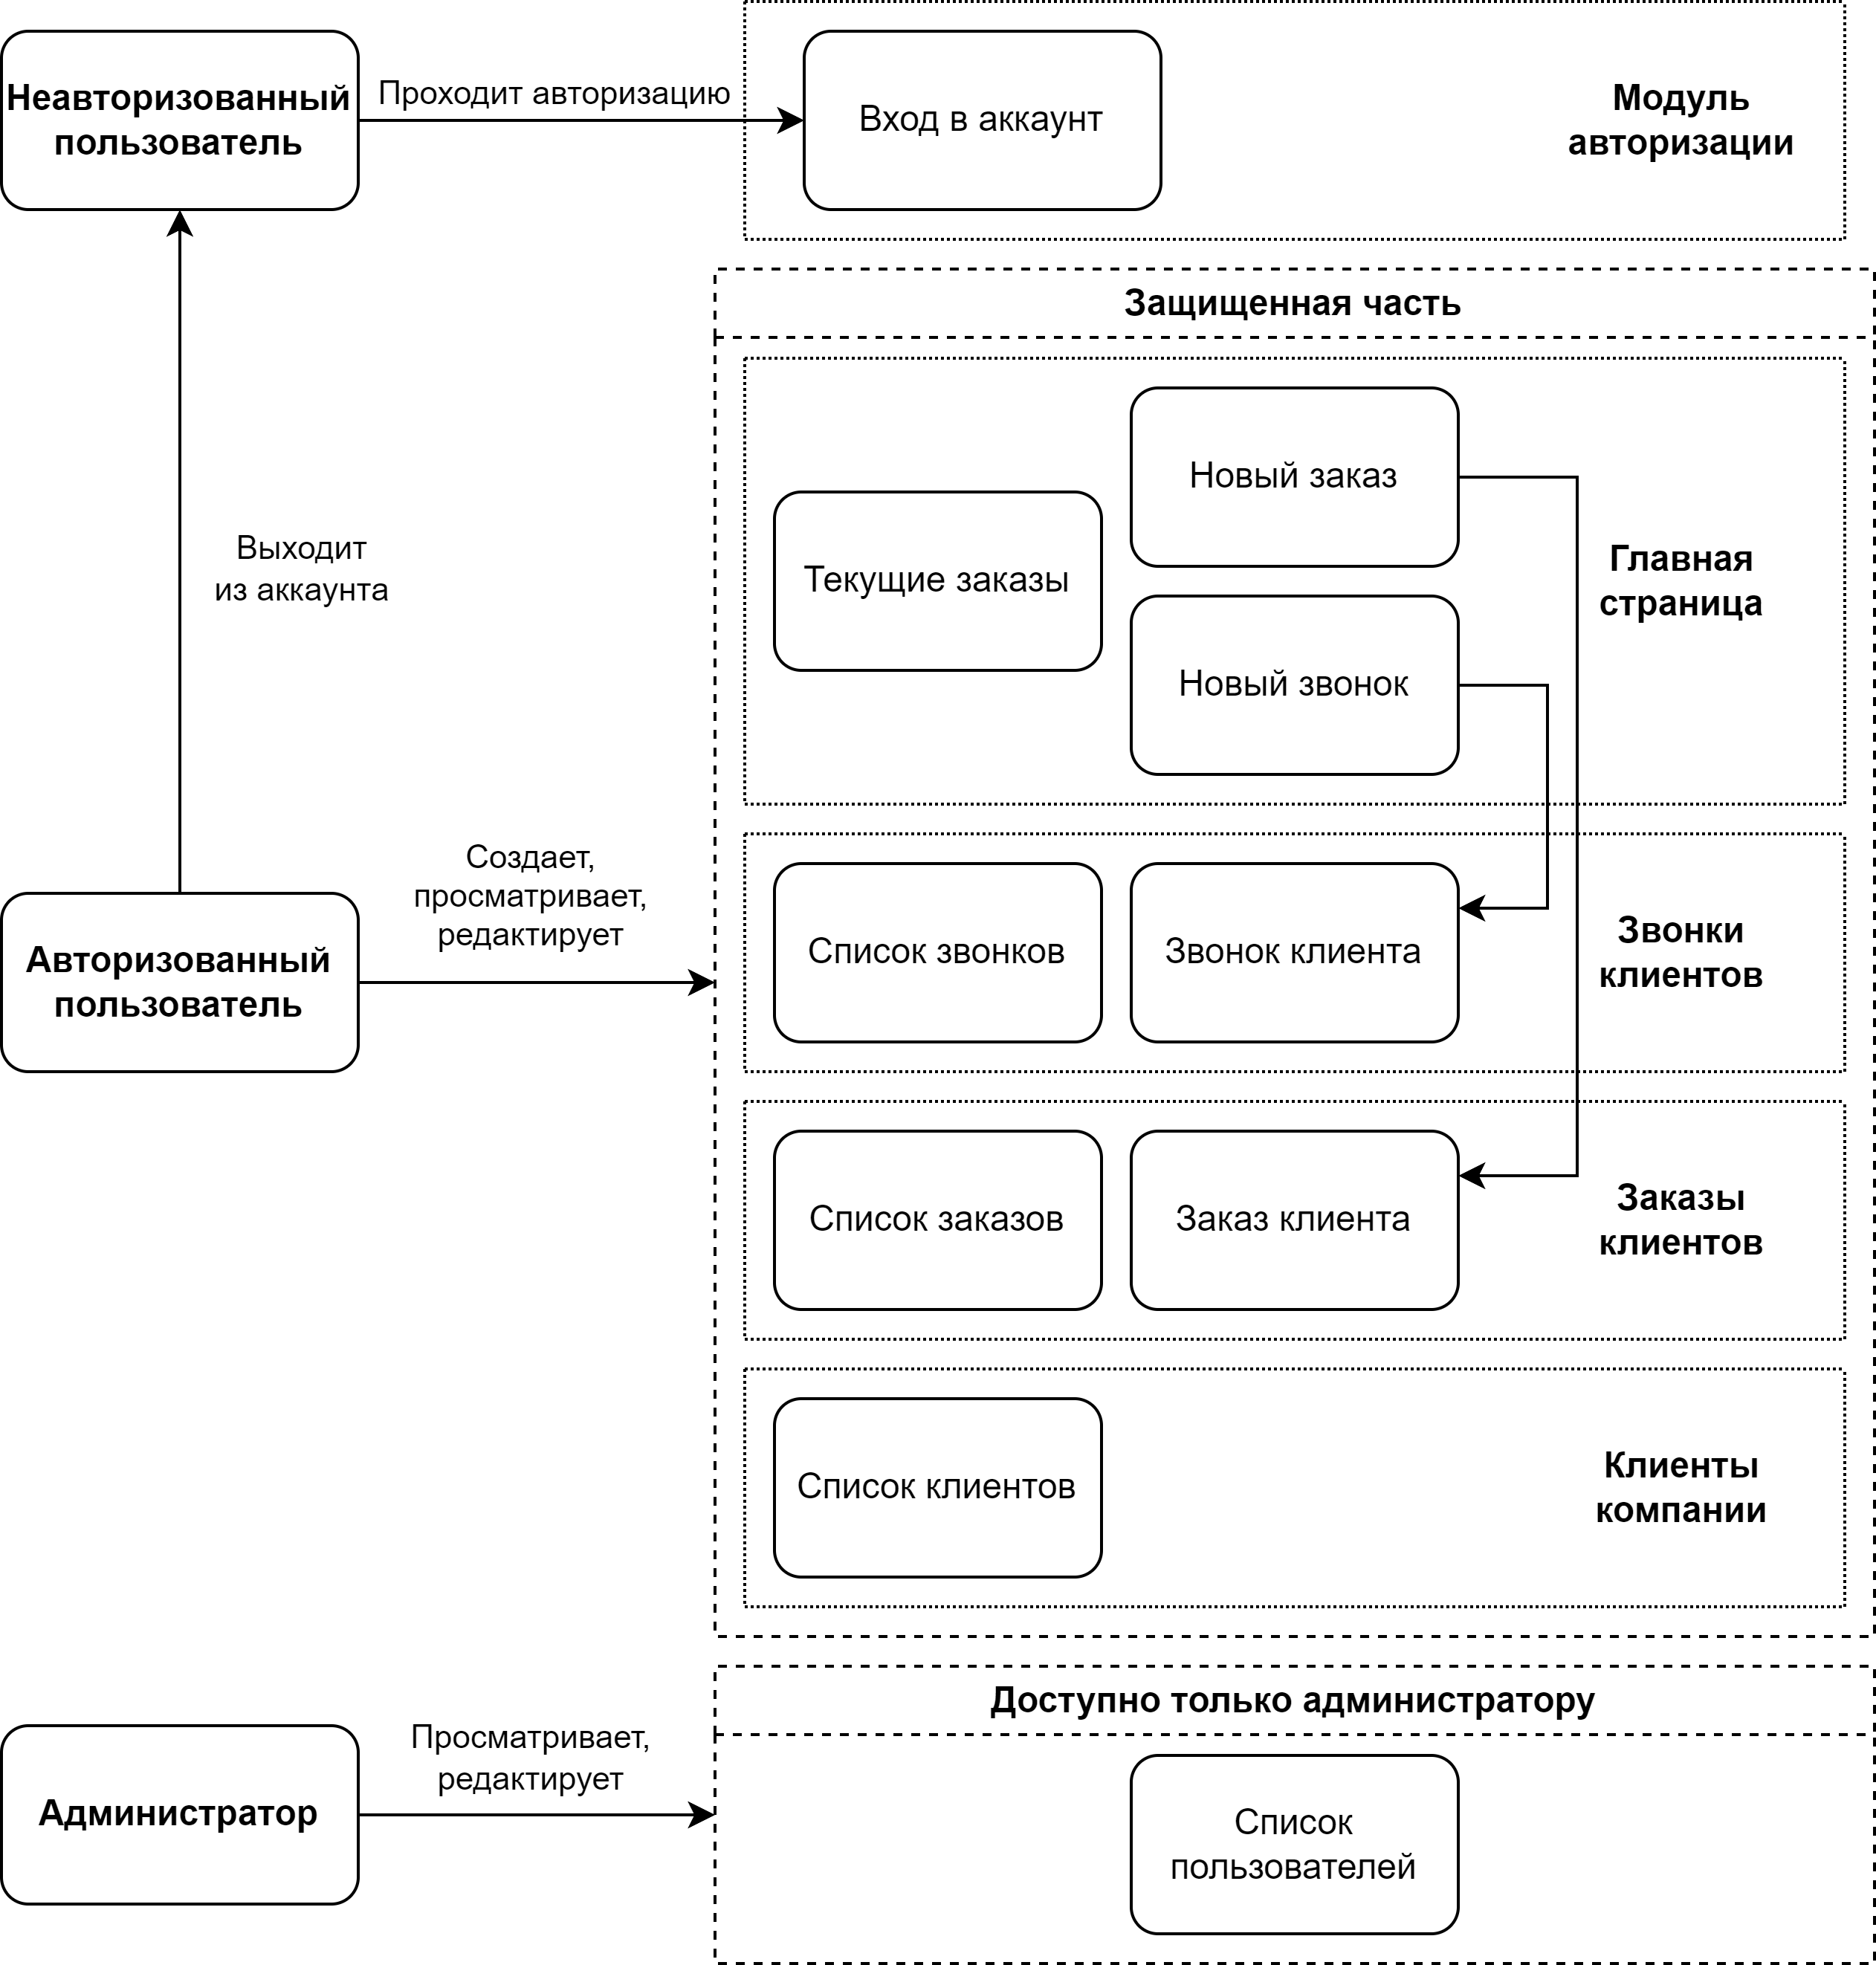 Неавторизованный
пользователь
Проходит авторизацию
Вход в аккаунт
Модуль
авторизации
Защищенная часть
Новый заказ
Текущие заказы
Новый звонок
Главная
страница
Выходит
из аккаунта
Создает,
просматривает,
редактирует
Авторизованный
пользователь
Список звонков
Звонок клиента
Звонки
клиентов
Список заказов
Заказ клиента
Заказы
клиентов
Список клиентов
Клиенты
компании
Доступно только администратору
Просматривает,
редактирует
Администратор
Список
пользователей